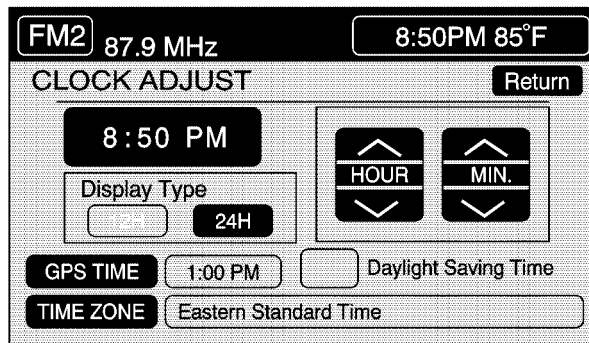 FM2 87.9 MHz 8:50PM 85°F
CLOCK ADJUST Return
8:50 PM
HOUR MIN.
Display Type
12H 24H
GPS TIME 1:00 PM Daylight Saving Time
TIME ZONE Eastern Standard Time